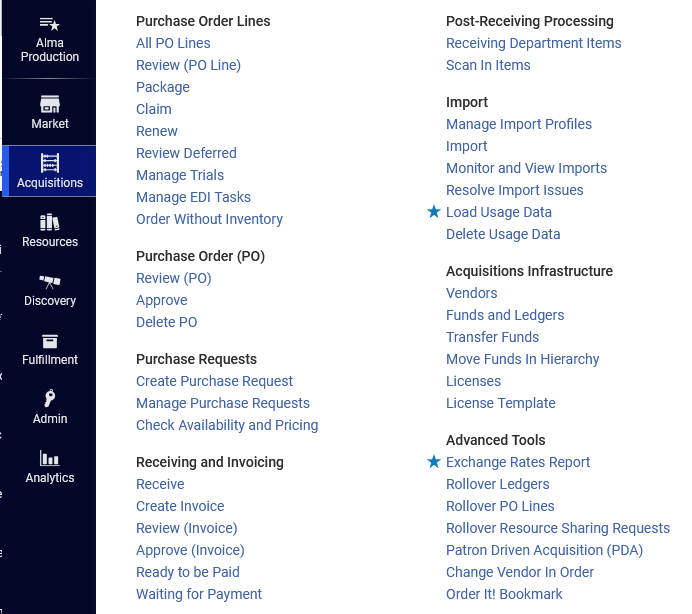 Alma
Production
Market
Acquisitions
Resources
Discovery
Fulfillment
Admin
Analytics
Purchase Order Lines
All PO Lines
Review (PO Line)
Package
Claim
Renew
Review Deferred
Manage Trials
Manage EDI Tasks
Order Without Inventory
Purchase Order (PO)
Review (PO)
Approve
Delete PO
Purchase Requests
Create Purchase Request
Manage Purchase Requests
Check Availability and Pricing
Receiving and Invoicing
Receive
Create Invoice
Review (Invoice)
Approve (Invoice)
Ready to be Paid
Waiting for Payment
Post-Receiving Processing
Receiving Department Items
Scan In Items
Import
Manage Import Profiles
Import
Monitor and View Imports
Resolve Import Issues
Load Usage Data
Delete Usage Data
Acquisitions Infrastructure
Vendors
Funds and Ledgers
Transfer Funds
Move Funds In Hierarchy
Licenses
License Template
Advanced Tools
Exchange Rates Report
Rollover Ledgers
Rollover PO Lines
Rollover Resource Sharing Requests
Patron Driven Acquisition (PDA)
Change Vendor In Order
Order It! Bookmark